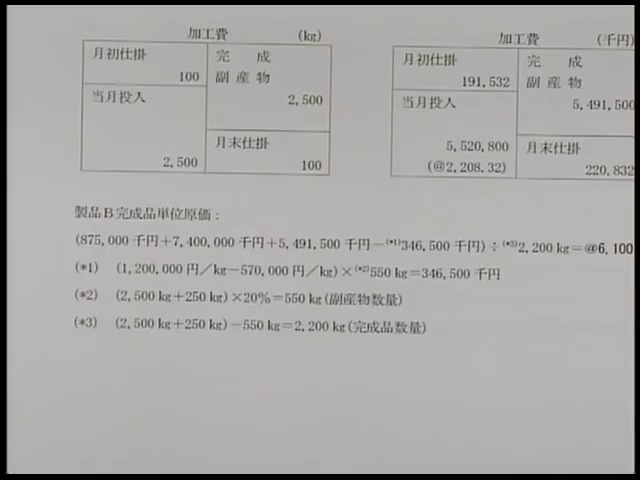 加工費 (kg)
月初仕掛 完成
100 副産物
当月投入 2,500
月末仕掛
2,500 100
加工費 (千円)
月初仕掛 完成
191,532 副産物
当月投入 5,491,500
5,520,800 月末仕掛
(@2,208.32) 220,832
製品B完成品単位原価：
(875,000千円＋7,400,000千円＋5,491,500千円－(*1)346,500千円)÷(*3)2,200kg＝@6,100
(*1) (1,200,000円／kg－570,000円／kg)×(*2)550kg＝346,500千円
(*2) (2,500kg＋250kg)×20％＝550kg(副産物数量)
(*3) (2,500kg＋250kg)－550kg＝2,200kg(完成品数量)